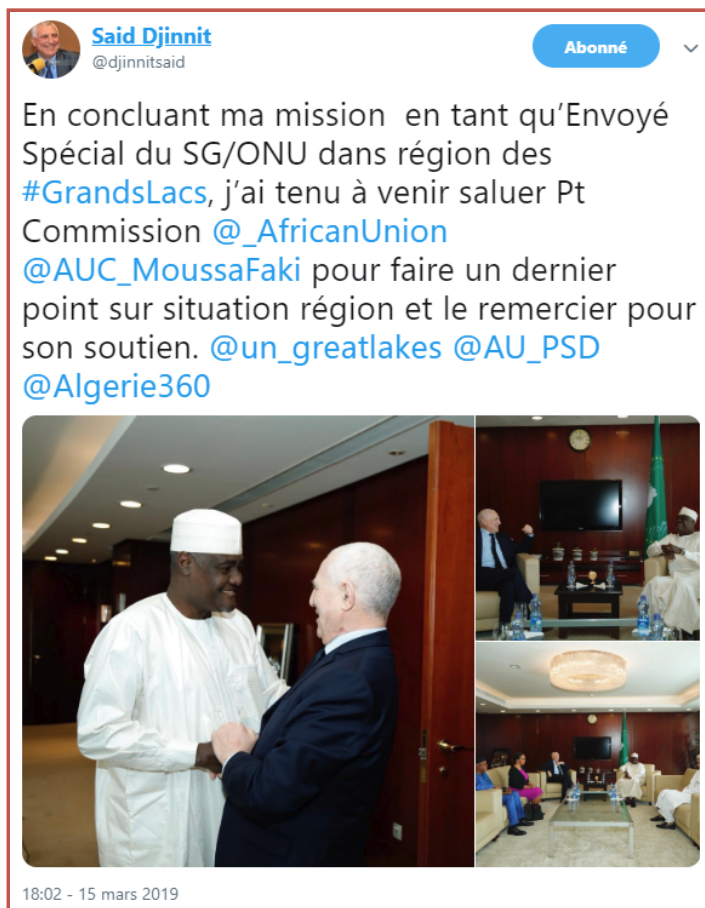 Said Djinnit
@djinnitsaid
Abonné
En concluant ma mission  en tant qu'Envoyé
Spécial du SG/ONU dans région des
#GrandsLacs, j'ai tenu à venir saluer Pt
Commission @_AfricanUnion
@AUC_MoussaFaki pour faire un dernier
point sur situation région et le remercier pour
son soutien. @un_greatlakes @AU_PSD
@Algerie360
18:02 - 15 mars 2019